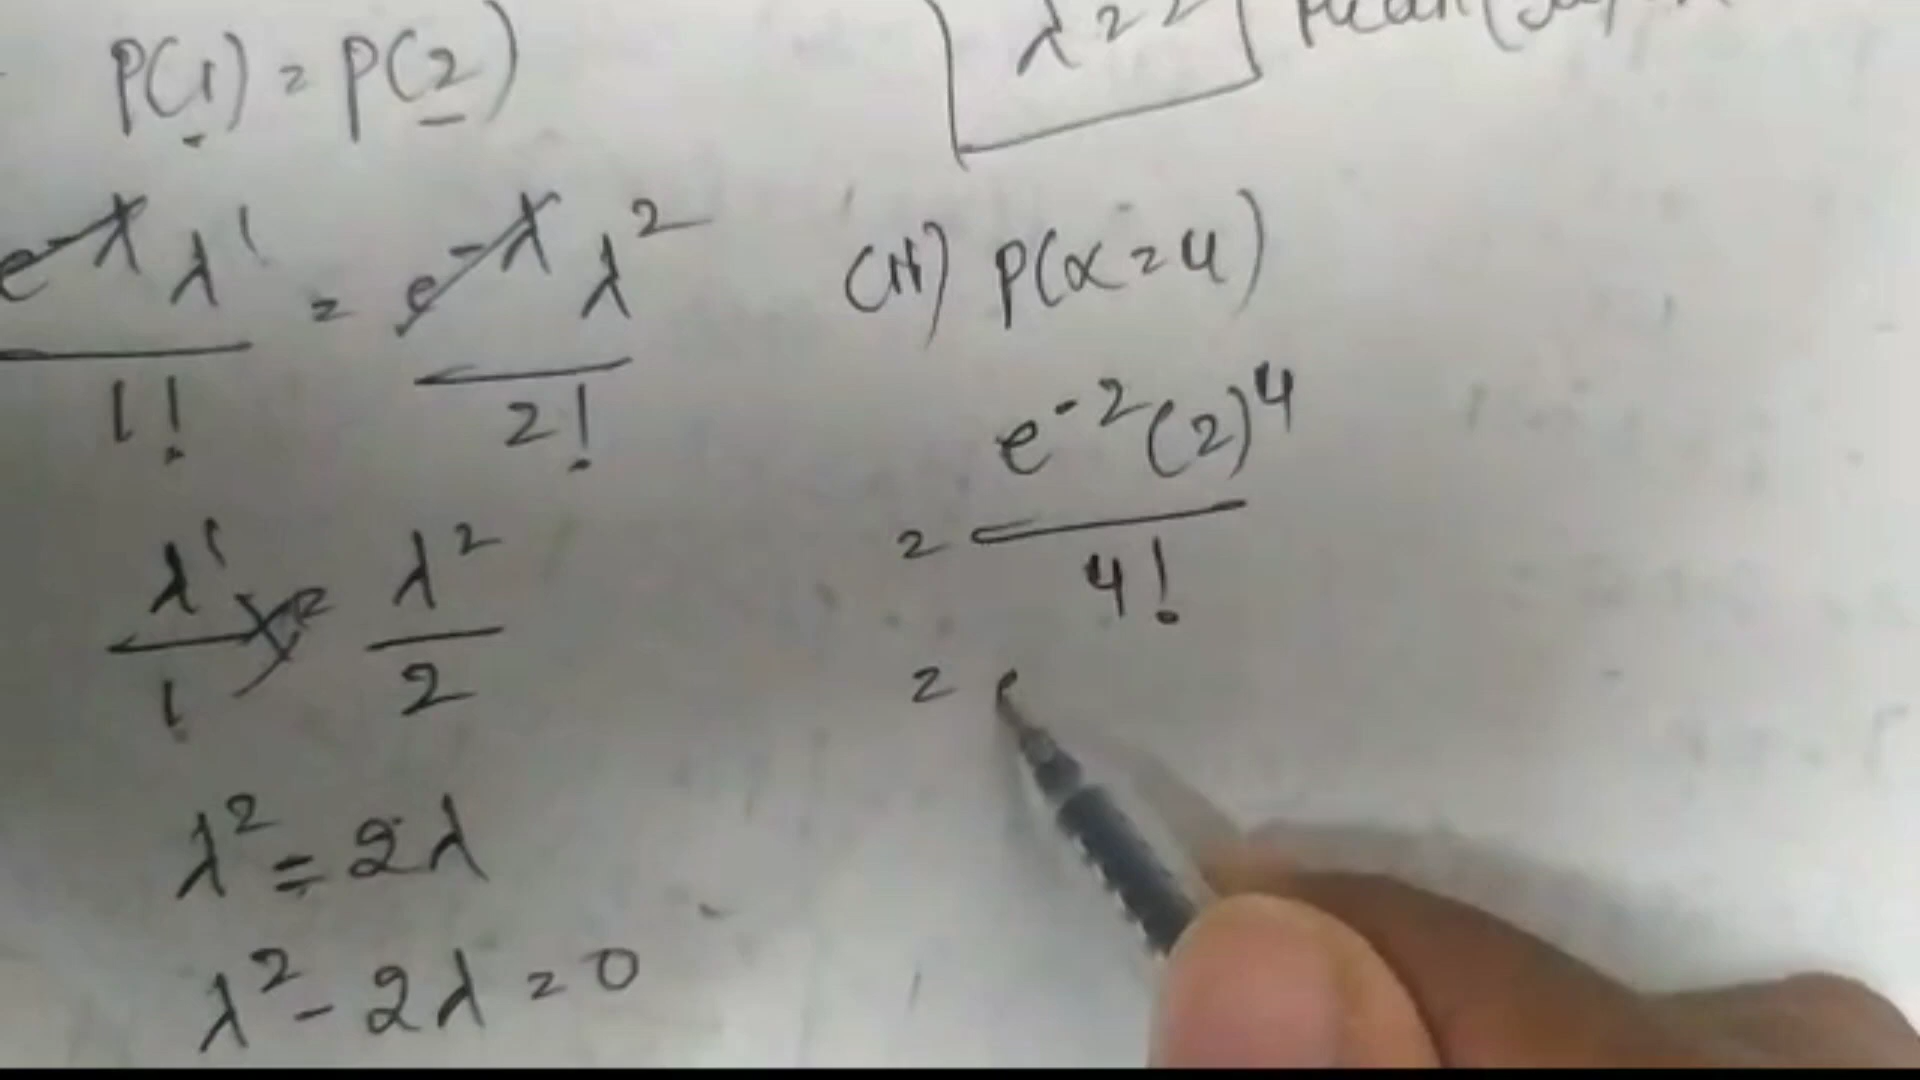 P(1) = P(2)
e^-λ λ^1 / 1! = e^-λ λ^2 / 2!
λ^1 / 1 = λ^2 / 2
λ^2 = 2λ
λ^2 - 2λ = 0
λ = 2
(ii) P(x=4)
= e^-2 (2)^4 / 4!
=